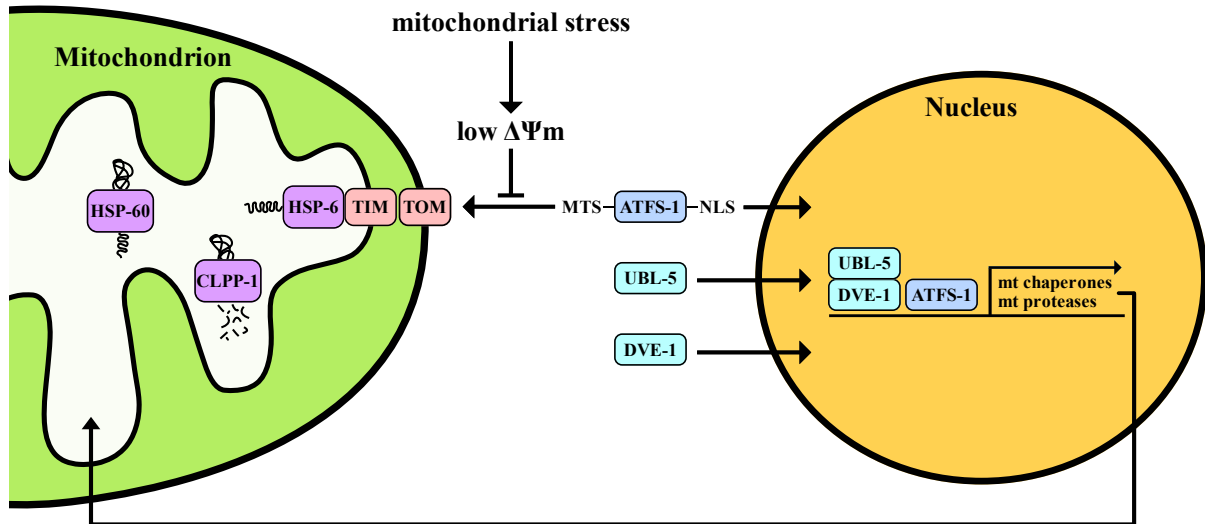 mitochondrial stress
Mitochondrion
low ΔΨm
Nucleus
HSP-60
HSP-6
TIM
TOM
MTS
ATFS-1
NLS
CLPP-1
UBL-5
DVE-1
UBL-5
DVE-1
ATFS-1
mt chaperones
mt proteases